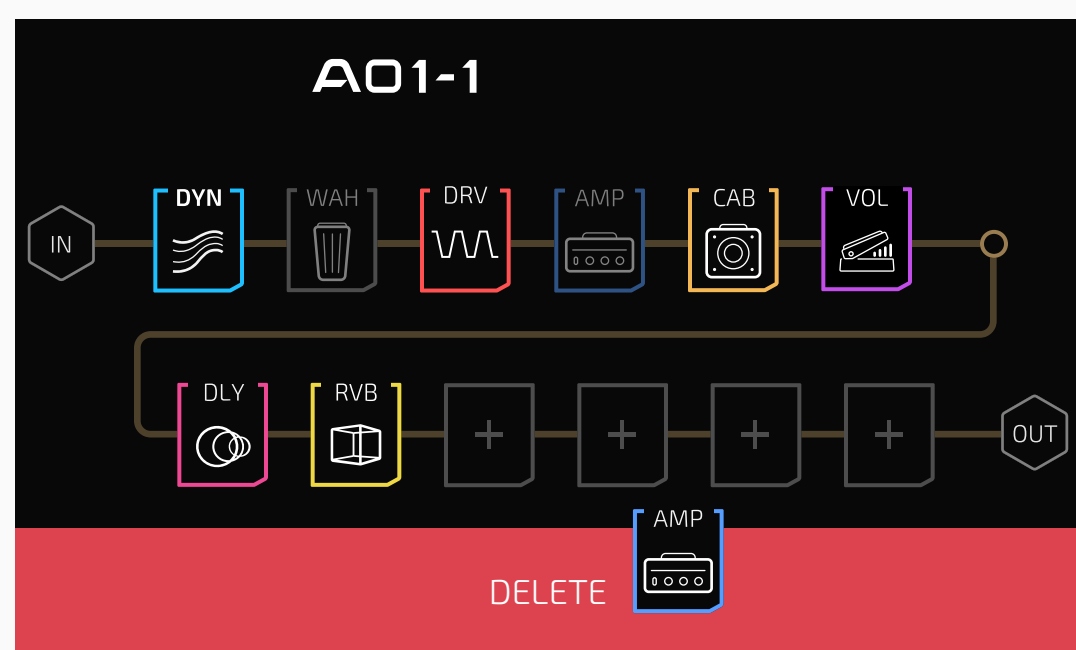 A01-1
IN
DYN
WAH
DRV
AMP
CAB
VOL
DLY
RVB
+
+
+
+
OUT
AMP
DELETE